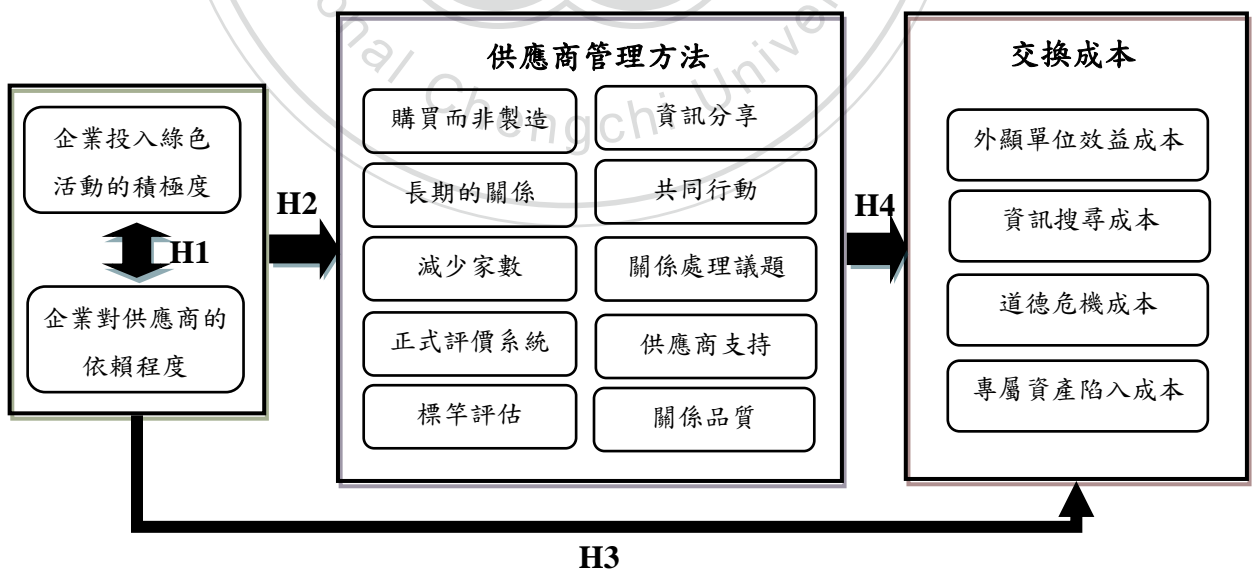 企業投入綠色
活動的積極度
H1
企業對供應商的
依賴程度
H2
供應商管理方法
購買而非製造
資訊分享
長期的關係
共同行動
減少家數
關係處理議題
正式評價系統
供應商支持
標竿評估
關係品質
H4
交換成本
外顯單位效益成本
資訊搜尋成本
道德危機成本
專屬資產陷入成本
H3
onal Chengchi Univer